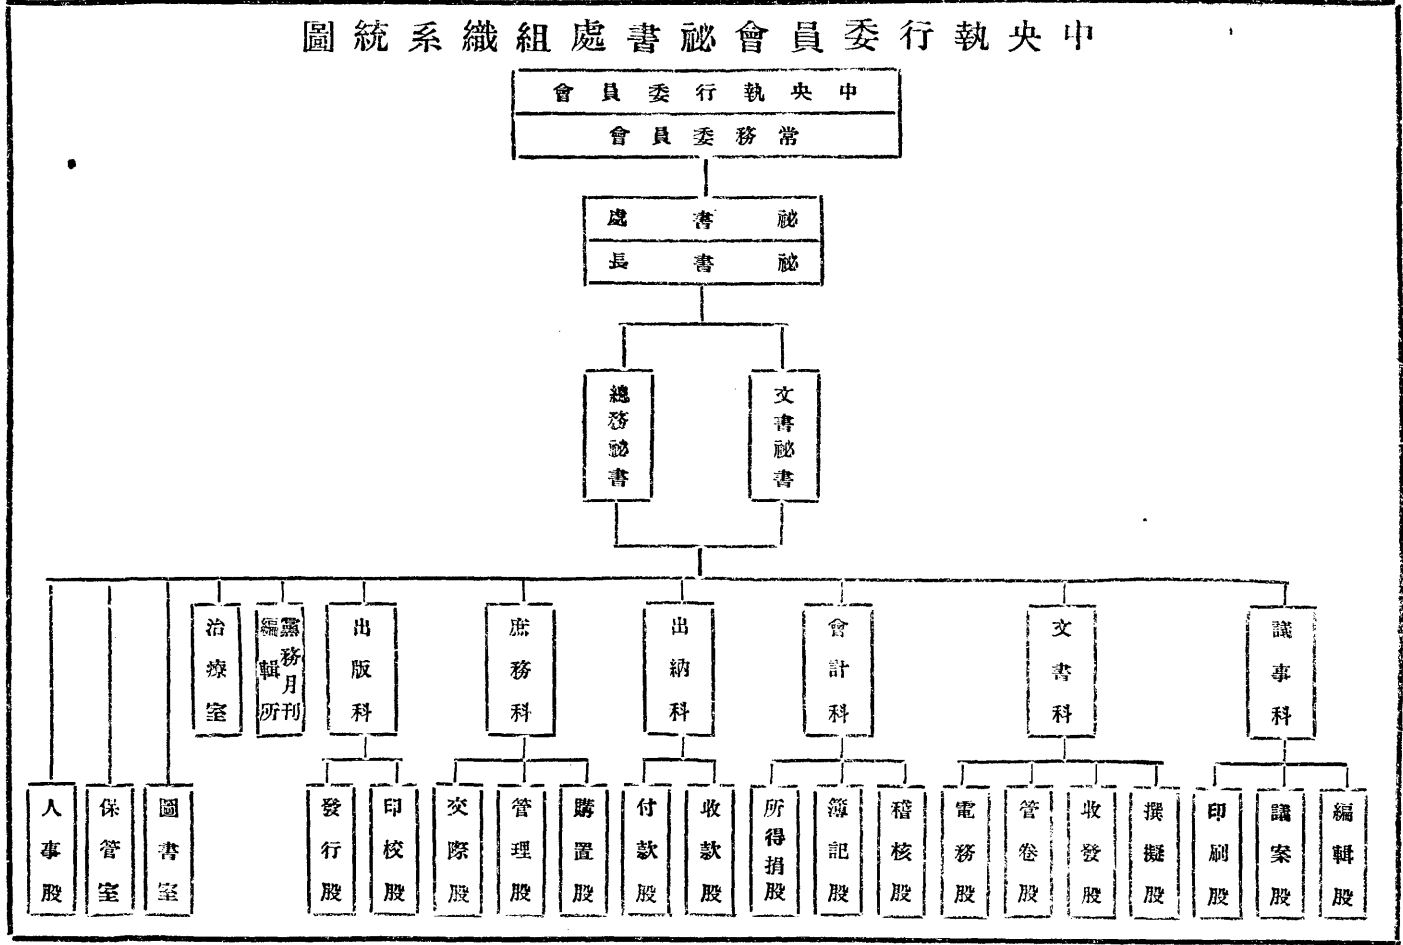 中央執行委員會祕書處組織系統圖
中央執行委員會
常務委員會
祕書處
祕書長
文書祕書
總務祕書
議事科
文書科
會計科
出納科
庶務科
出版科
黨務月刊
編輯所
治療室
編輯股
議案股
印刷股
撰擬股
收發股
管卷股
電務股
稽核股
簿記股
所得捐股
收款股
付款股
購置股
管理股
交際股
印校股
發行股
圖書室
保管室
人事股